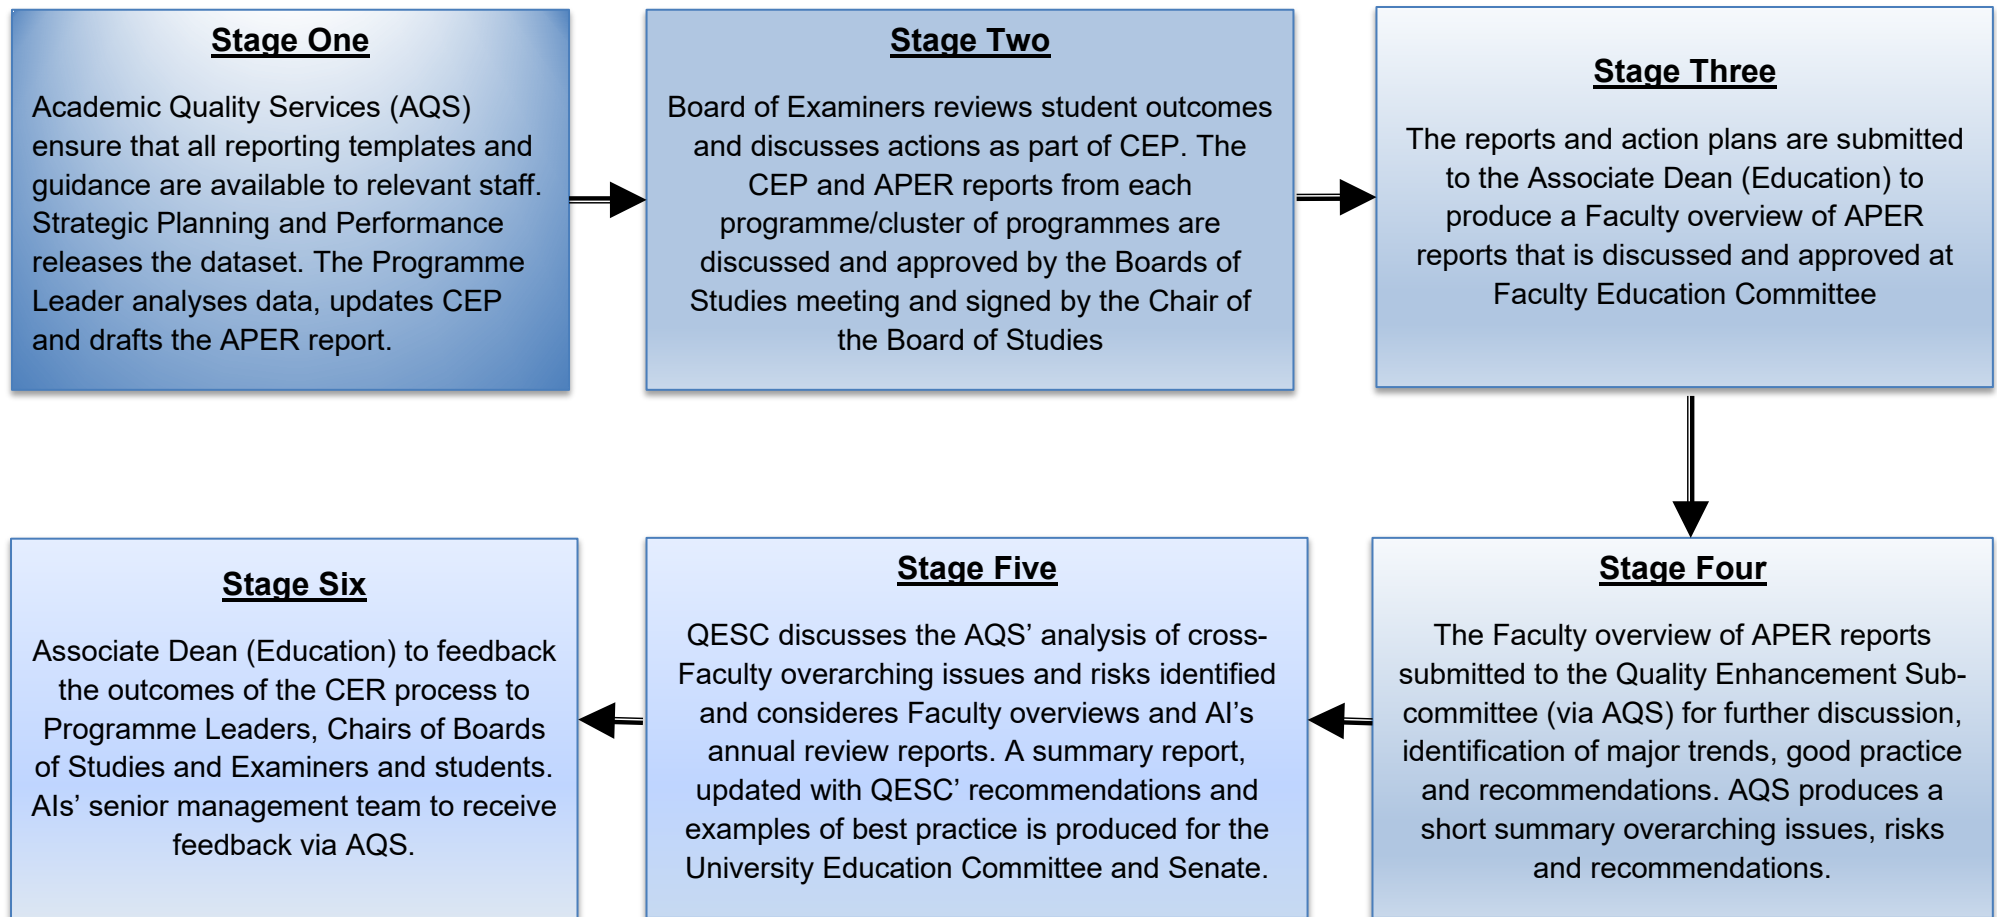 Stage One
Academic Quality Services (AQS)
ensure that all reporting templates and
guidance are available to relevant staff.
Strategic Planning and Performance
releases the dataset. The Programme
Leader analyses data, updates CEP
and drafts the APER report.
Stage Two
Board of Examiners reviews student outcomes
and discusses actions as part of CEP. The
CEP and APER reports from each
programme/cluster of programmes are
discussed and approved by the Boards of
Studies meeting and signed by the Chair of
the Board of Studies
Stage Three
The reports and action plans are submitted
to the Associate Dean (Education) to
produce a Faculty overview of APER
reports that is discussed and approved at
Faculty Education Committee
Stage Four
The Faculty overview of APER reports
submitted to the Quality Enhancement Sub-
committee (via AQS) for further discussion,
identification of major trends, good practice
and recommendations. AQS produces a
short summary overarching issues, risks
and recommendations.
Stage Five
QESC discusses the AQS’ analysis of cross-
Faculty overarching issues and risks identified
and consideres Faculty overviews and AI’s
annual review reports. A summary report,
updated with QESC’ recommendations and
examples of best practice is produced for the
University Education Committee and Senate.
Stage Six
Associate Dean (Education) to feedback
the outcomes of the CER process to
Programme Leaders, Chairs of Boards
of Studies and Examiners and students.
AIs’ senior management team to receive
feedback via AQS.